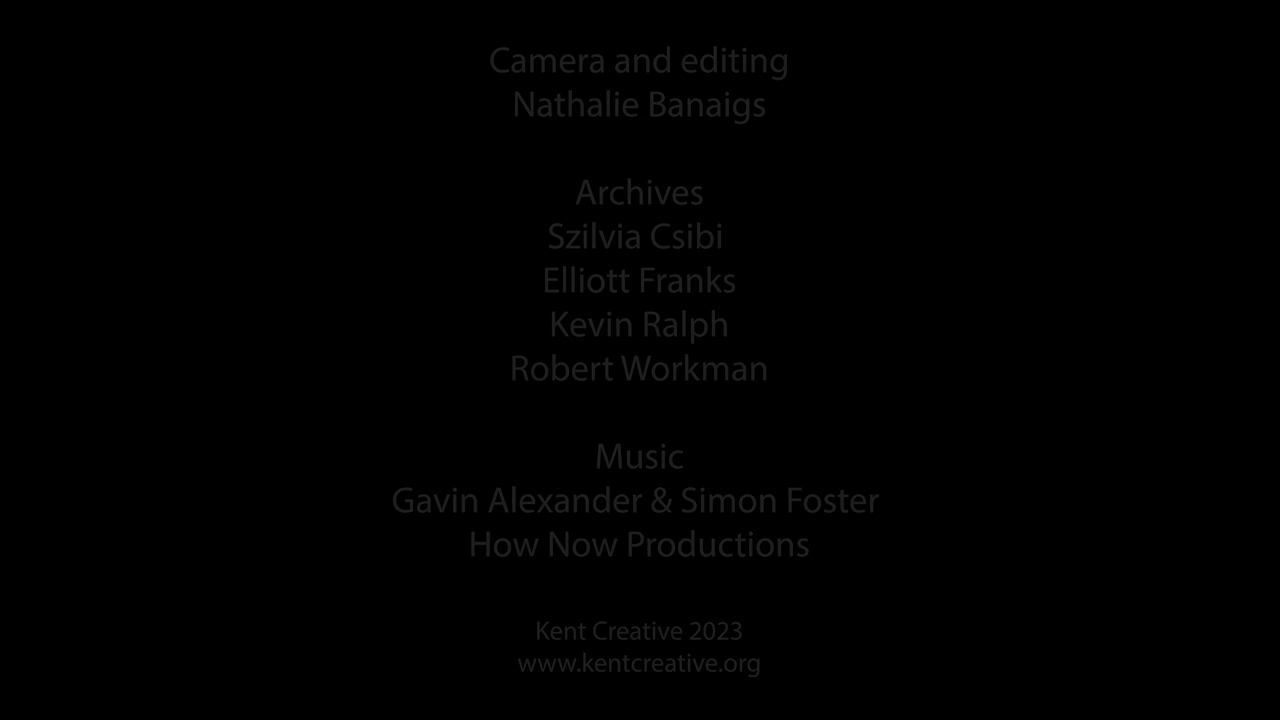 Camera and editing
Nathalie Banaigs
Archives
Szilvia Csibi
Elliott Franks
Kevin Ralph
Robert Workman
Music
Gavin Alexander & Simon Foster
How Now Productions
Kent Creative 2023
www.kentcreative.org